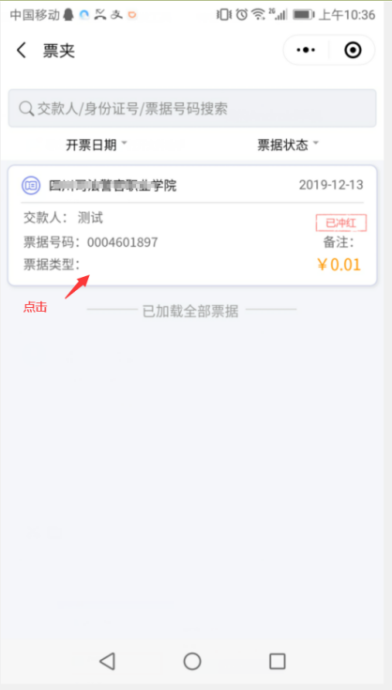 中国移动 上午10:36
票夹
交款人/身份证号/票据号码搜索
开票日期 票据状态
学院 2019-12-13
交款人： 测试
已冲红
票据号码：0004601897 备注：
票据类型： ￥0.01
点击
已加载全部票据